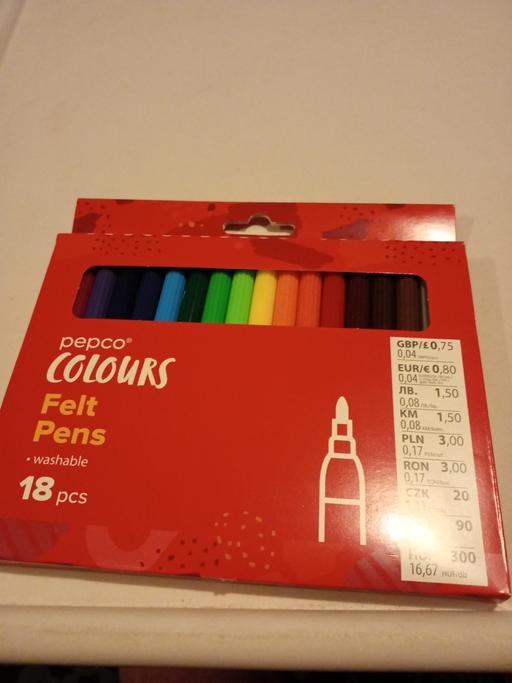 pepco®
COLOURS
Felt
Pens
• washable
18 pcs
GBP/£ 0,75
0,04
EUR/€ 0,80
0,04
ЛВ. 1,50
0,08
KM 1,50
0,08
PLN 3,00
0,17
RON 3,00
0,17
CZK 20
90
300
16,67 HUF/db